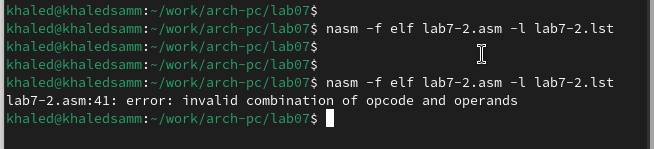 khaled@khaledsamm:~/work/arch-pc/lab07$
khaled@khaledsamm:~/work/arch-pc/lab07$ nasm -f elf lab7-2.asm -l lab7-2.lst
khaled@khaledsamm:~/work/arch-pc/lab07$
khaled@khaledsamm:~/work/arch-pc/lab07$
khaled@khaledsamm:~/work/arch-pc/lab07$ nasm -f elf lab7-2.asm -l lab7-2.lst
lab7-2.asm:41: error: invalid combination of opcode and operands
khaled@khaledsamm:~/work/arch-pc/lab07$